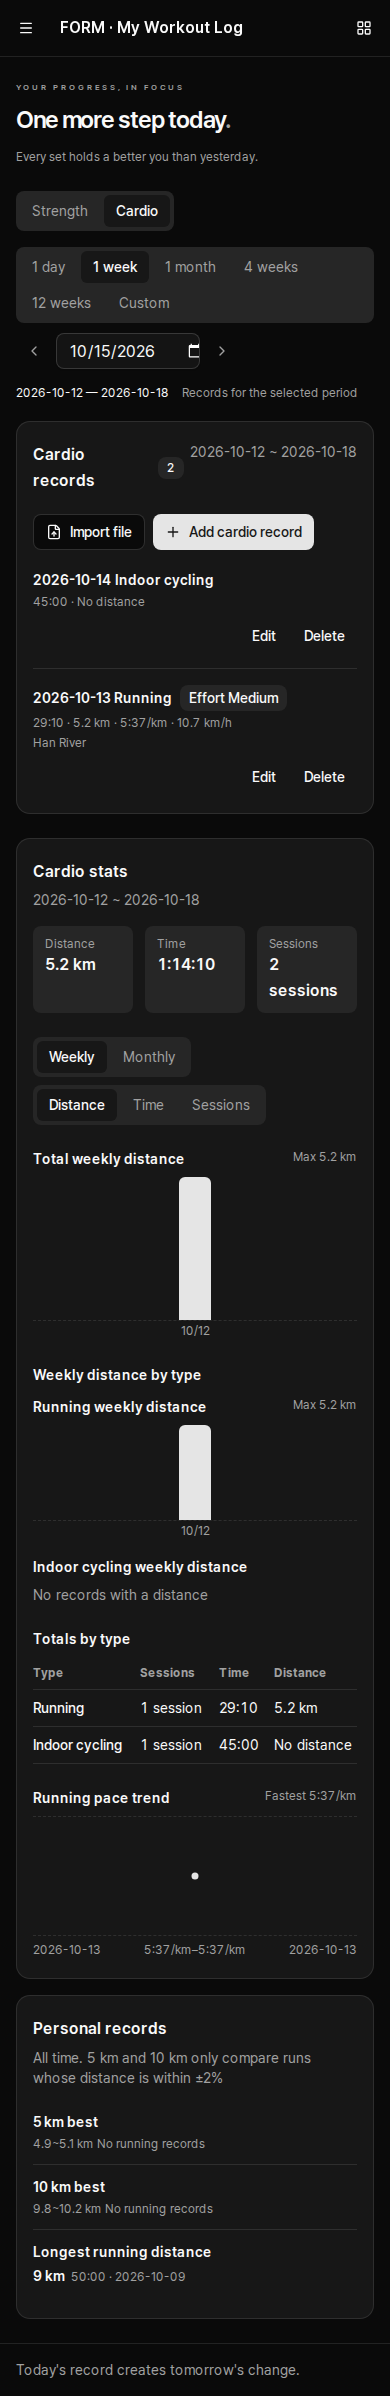 FORM · My Workout Log
YOUR PROGRESS, IN FOCUS
One more step today.
Every set holds a better you than yesterday.
Strength Cardio
1 day 1 week 1 month 4 weeks
12 weeks Custom
10/15/2026
2026-10-12 — 2026-10-18 Records for the selected period
Cardio records 2 2026-10-12 ~ 2026-10-18
Import file Add cardio record
2026-10-14 Indoor cycling
45:00 · No distance
Edit Delete
2026-10-13 Running Effort Medium
29:10 · 5.2 km · 5:37/km · 10.7 km/h
Han River
Edit Delete
Cardio stats
2026-10-12 ~ 2026-10-18
Distance Time Sessions
5.2 km 1:14:10 2 sessions
Weekly Monthly
Distance Time Sessions
Total weekly distance Max 5.2 km
10/12
Weekly distance by type
Running weekly distance Max 5.2 km
10/12
Indoor cycling weekly distance
No records with a distance
Totals by type
Type Sessions Time Distance
Running 1 session 29:10 5.2 km
Indoor cycling 1 session 45:00 No distance
Running pace trend Fastest 5:37/km
2026-10-13 5:37/km–5:37/km 2026-10-13
Personal records
All time. 5 km and 10 km only compare runs
whose distance is within ±2%
5 km best
4.9~5.1 km No running records
10 km best
9.8~10.2 km No running records
Longest running distance
9 km 50:00 · 2026-10-09
Today's record creates tomorrow's change.